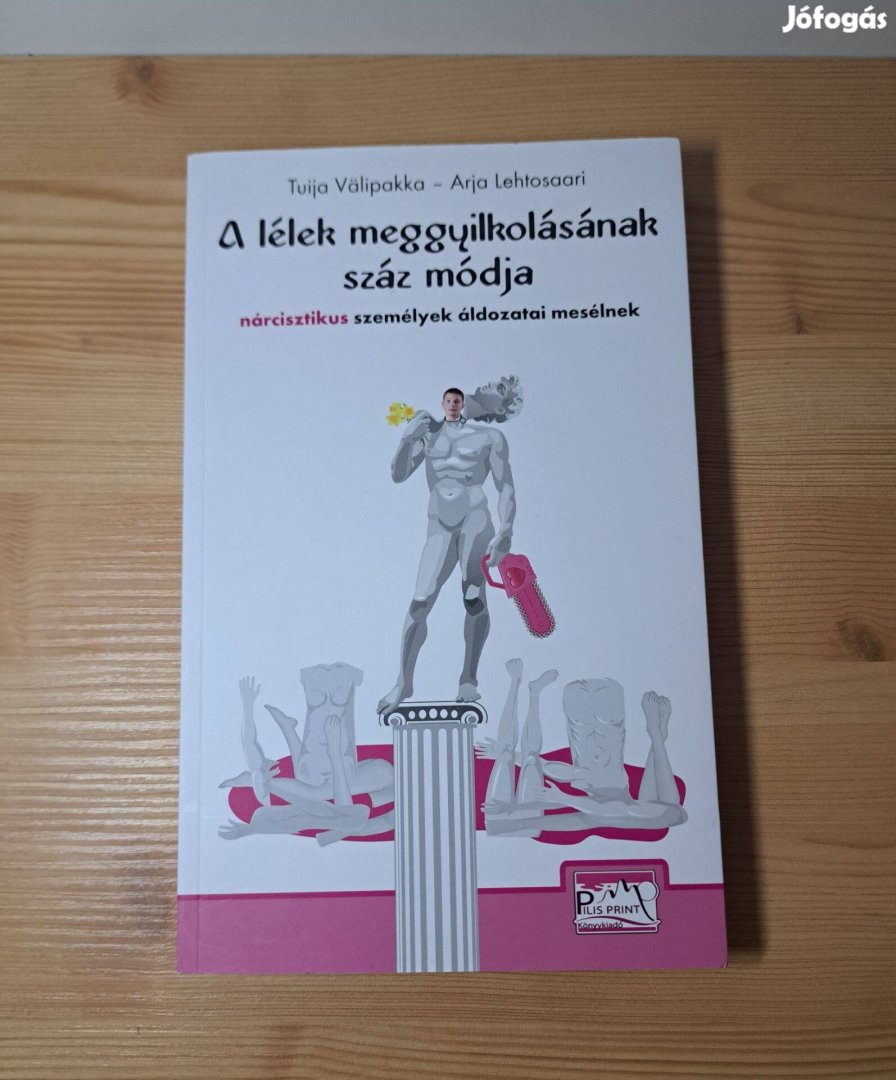 Jófogás
Tuija Välipakka – Arja Lehtosaari
A lélek meggyilkolásának
száz módja
nárcisztikus személyek áldozatai mesélnek
PILIS PRINT
Könyvkiadó